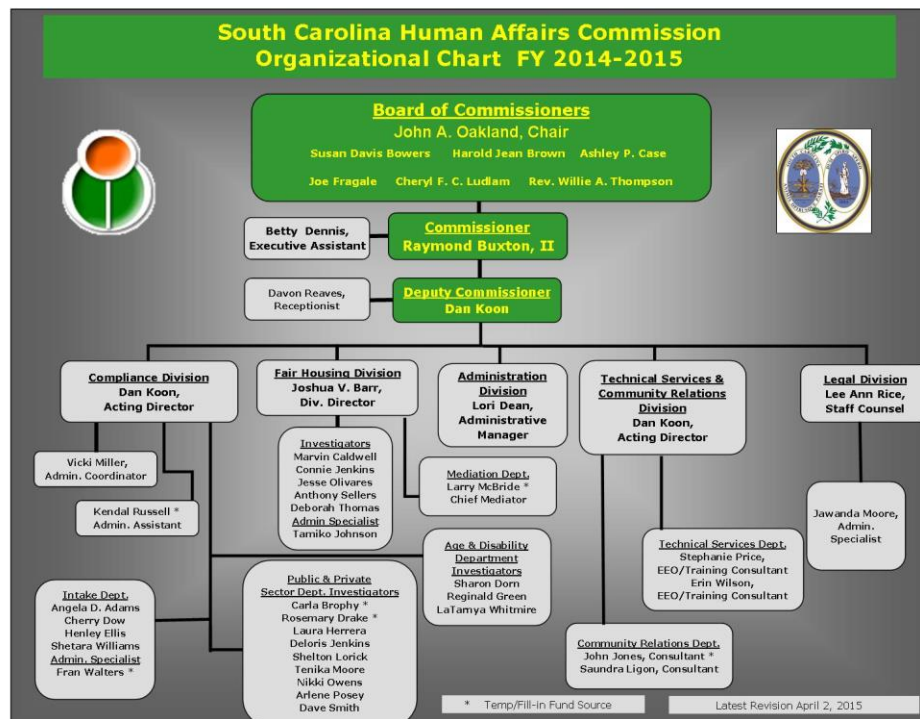 South Carolina Human Affairs Commission
Organizational Chart FY 2014-2015
Board of Commissioners
John A. Oakland, Chair
Susan Davis Bowers Harold Jean Brown Ashley P. Case
Joe Fragale Cheryl F. C. Ludlam Rev. Willie A. Thompson
Betty Dennis,
Executive Assistant
Commissioner
Raymond Buxton, II
Davon Reaves,
Receptionist
Deputy Commissioner
Dan Koon
Compliance Division
Dan Koon,
Acting Director
Fair Housing Division
Joshua V. Barr,
Div. Director
Administration
Division
Lori Dean,
Administrative
Manager
Technical Services &
Community Relations
Division
Dan Koon,
Acting Director
Legal Division
Lee Ann Rice,
Staff Counsel
Vicki Miller,
Admin. Coordinator
Kendal Russell *
Admin. Assistant
Investigators
Marvin Caldwell
Connie Jenkins
Jesse Olivares
Anthony Sellers
Deborah Thomas
Admin Specialist
Tamiko Johnson
Mediation Dept.
Larry McBride *
Chief Mediator
Jawanda Moore,
Admin.
Specialist
Technical Services Dept.
Stephanie Price,
EEO/Training Consultant
Erin Wilson,
EEO/Training Consultant
Age & Disability
Department
Investigators
Sharon Dorn
Reginald Green
LaTarnya Whitmire
Intake Dept.
Angela D. Adams
Cherry Dow
Henley Ellis
Shetara Williams
Admin. Specialist
Fran Walters *
Public & Private
Sector Dept. Investigators
Carla Brophy *
Rosemary Drake *
Laura Herrera
Deloris Jenkins
Shelton Lorick
Tenika Moore
Nikki Owens
Arlene Posey
Dave Smith
Community Relations Dept.
John Jones, Consultant *
Saundra Ligon, Consultant
* Temp/Fill-in Fund Source
Latest Revision April 2, 2015